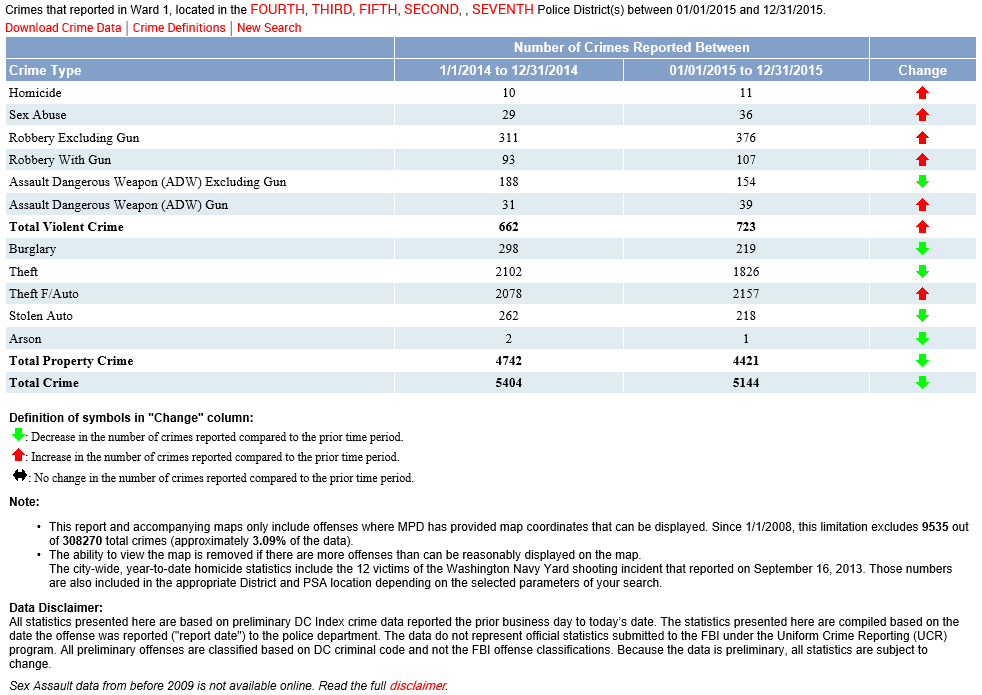 Crimes that reported in Ward 1, located in the FOURTH, THIRD, FIFTH, SECOND, , SEVENTH Police District(s) between 01/01/2015 and 12/31/2015.
Download Crime Data | Crime Definitions | New Search
Number of Crimes Reported Between
Crime Type 1/1/2014 to 12/31/2014 01/01/2015 to 12/31/2015 Change
Homicide 10 11
Sex Abuse 29 36
Robbery Excluding Gun 311 376
Robbery With Gun 93 107
Assault Dangerous Weapon (ADW) Excluding Gun 188 154
Assault Dangerous Weapon (ADW) Gun 31 39
Total Violent Crime 662 723
Burglary 298 219
Theft 2102 1826
Theft F/Auto 2078 2157
Stolen Auto 262 218
Arson 2 1
Total Property Crime 4742 4421
Total Crime 5404 5144
Definition of symbols in "Change" column:
: Decrease in the number of crimes reported compared to the prior time period.
: Increase in the number of crimes reported compared to the prior time period.
: No change in the number of crimes reported compared to the prior time period.
Note:
• This report and accompanying maps only include offenses where MPD has provided map coordinates that can be displayed. Since 1/1/2008, this limitation excludes 9535 out
of 308270 total crimes (approximately 3.09% of the data).
• The ability to view the map is removed if there are more offenses than can be reasonably displayed on the map.
The city-wide, year-to-date homicide statistics include the 12 victims of the Washington Navy Yard shooting incident that reported on September 16, 2013. Those numbers
are also included in the appropriate District and PSA location depending on the selected parameters of your search.
Data Disclaimer:
All statistics presented here are based on preliminary DC Index crime data reported the prior business day to today's date. The statistics presented here are compiled based on the
date the offense was reported ("report date") to the police department. The data do not represent official statistics submitted to the FBI under the Uniform Crime Reporting (UCR)
program. All preliminary offenses are classified based on DC criminal code and not the FBI offense classifications. Because the data is preliminary, all statistics are subject to
change.
Sex Assault data from before 2009 is not available online. Read the full disclaimer.